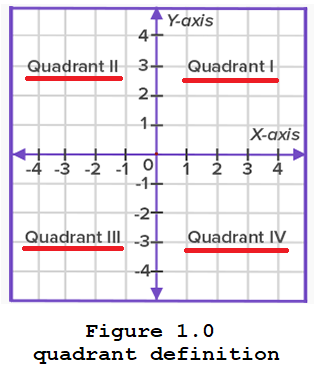 Y-axis
4
Quadrant II 3 Quadrant I
2
1
X-axis
-4 -3 -2 -1 0 1 2 3 4
-1
-2
Quadrant III -3 Quadrant IV
-4
Figure 1.0
quadrant definition